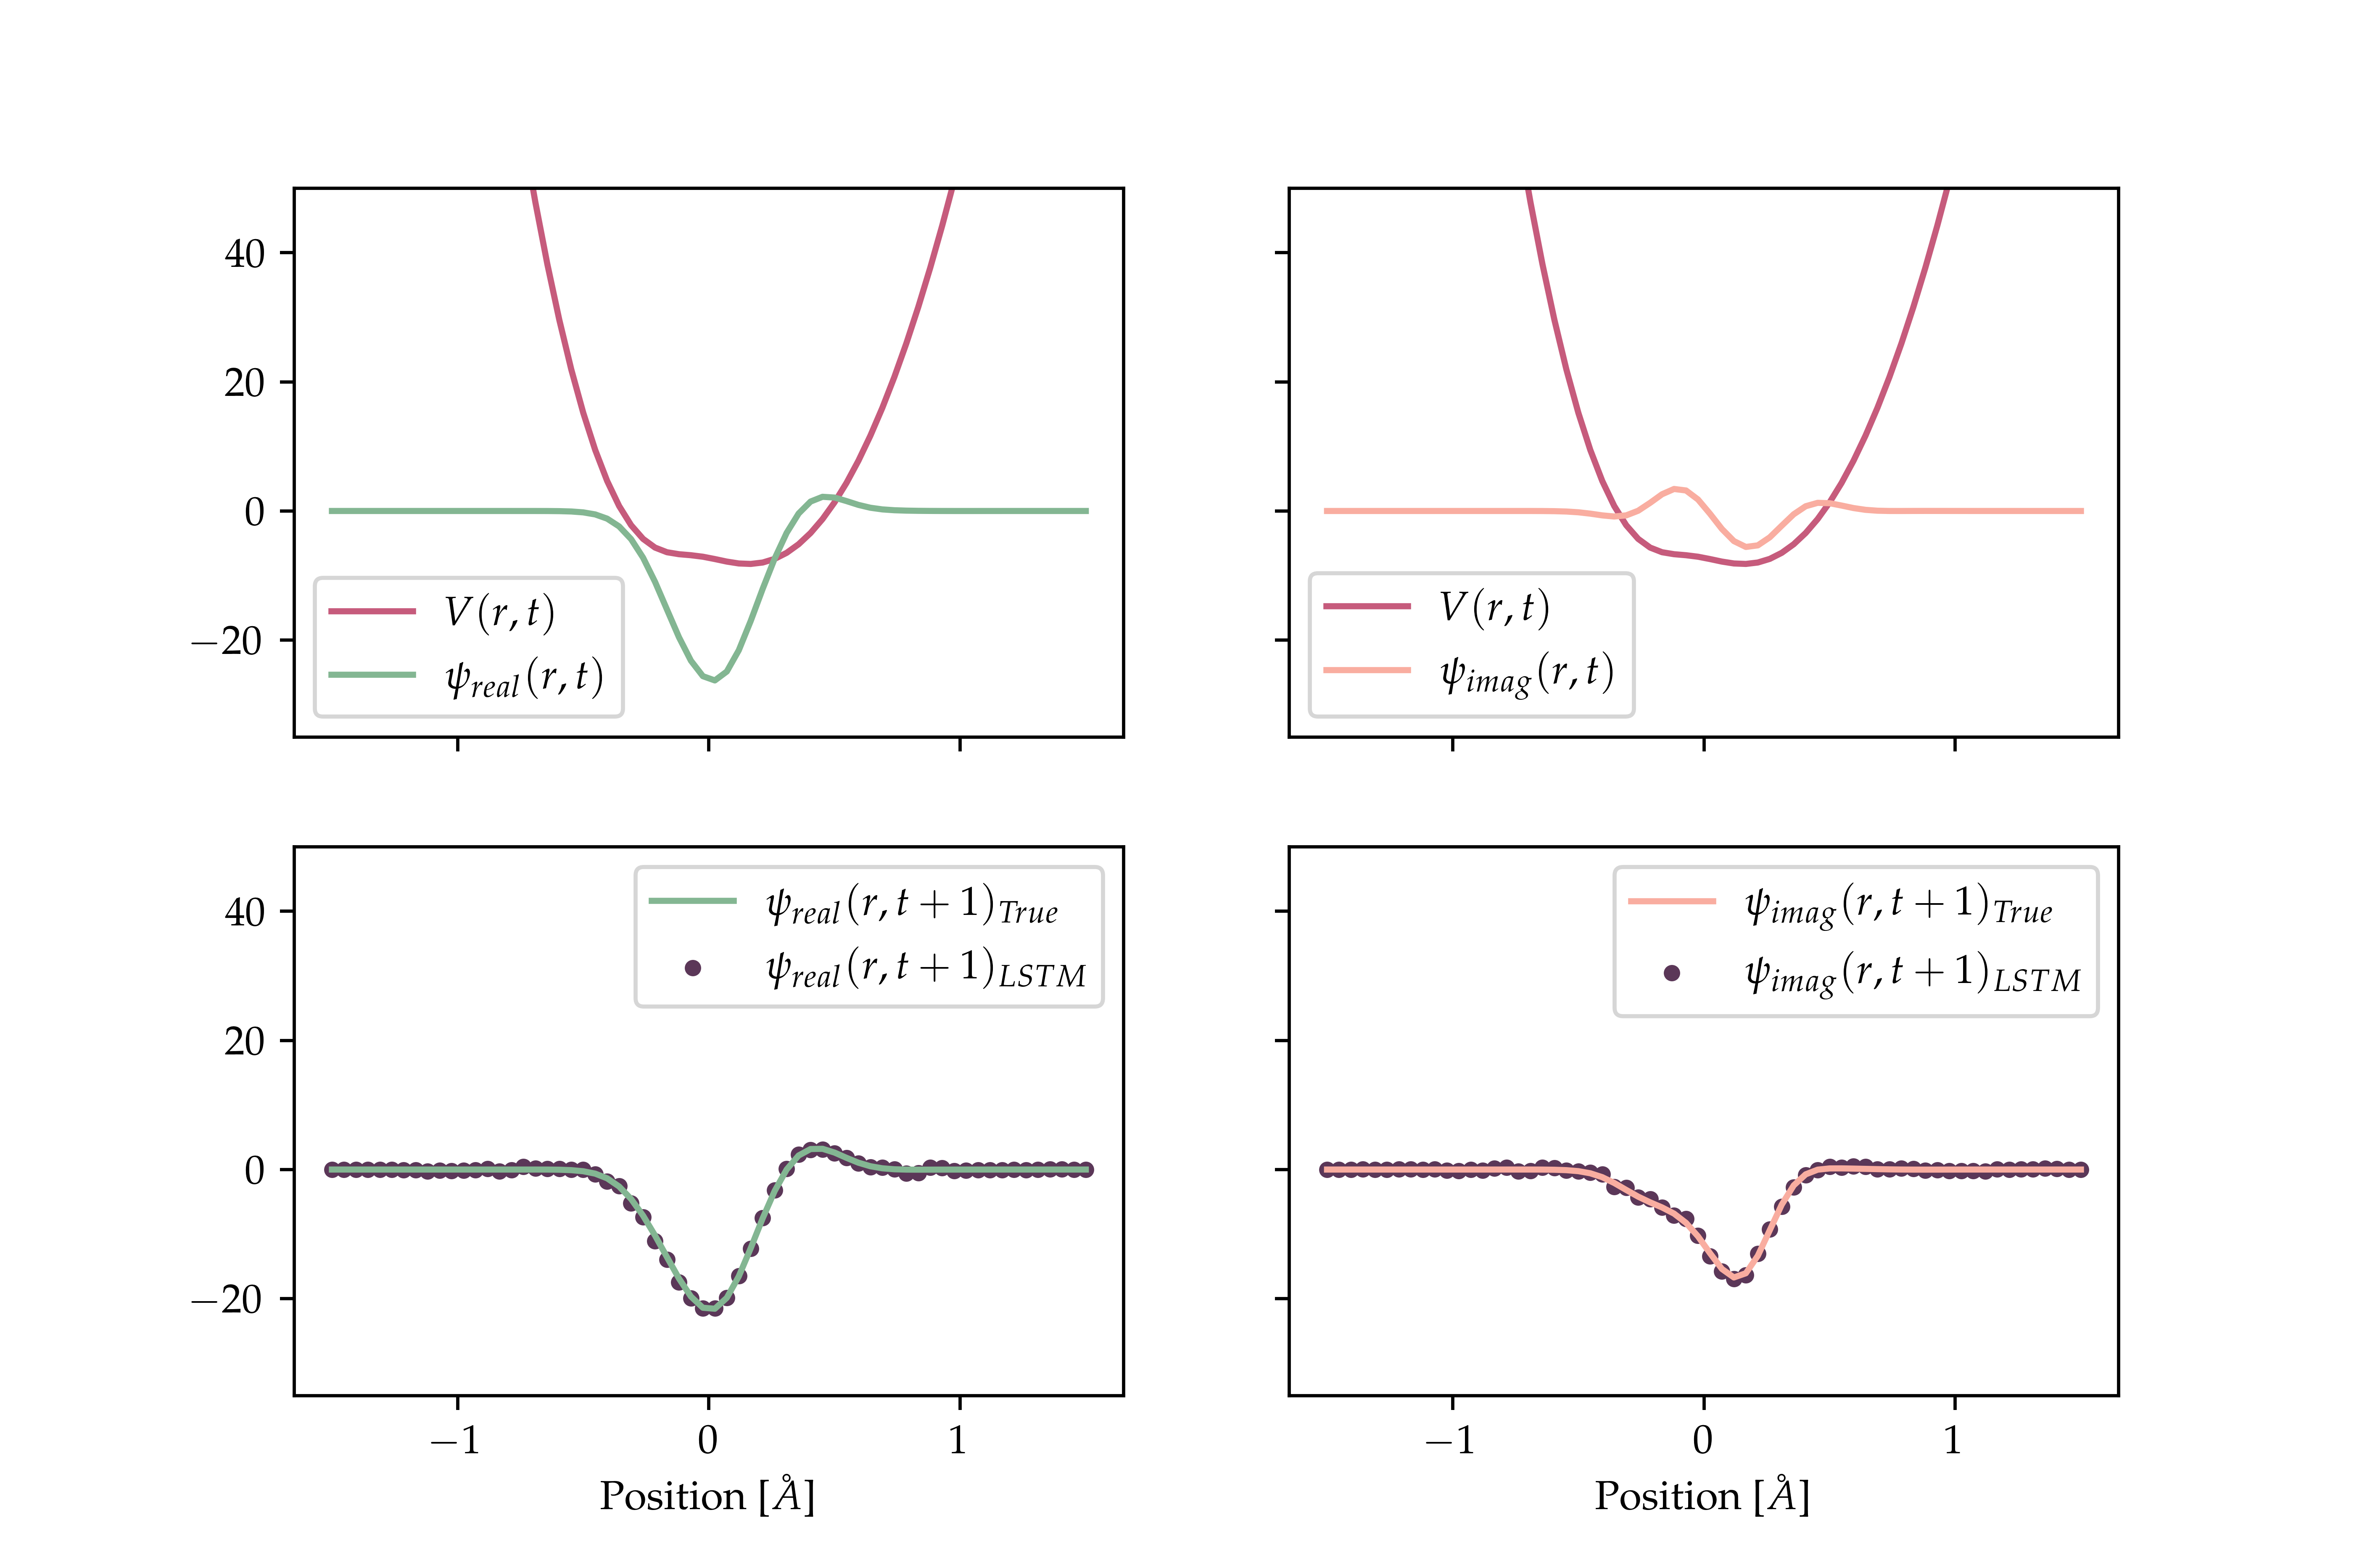 40
20
0
−20
V(r, t)
ψreal(r, t)
V(r, t)
ψimag(r, t)
40
20
0
−20
ψreal(r, t + 1)True
ψreal(r, t + 1)LSTM
−1 0 1
Position [Å]
ψimag(r, t + 1)True
ψimag(r, t + 1)LSTM
−1 0 1
Position [Å]